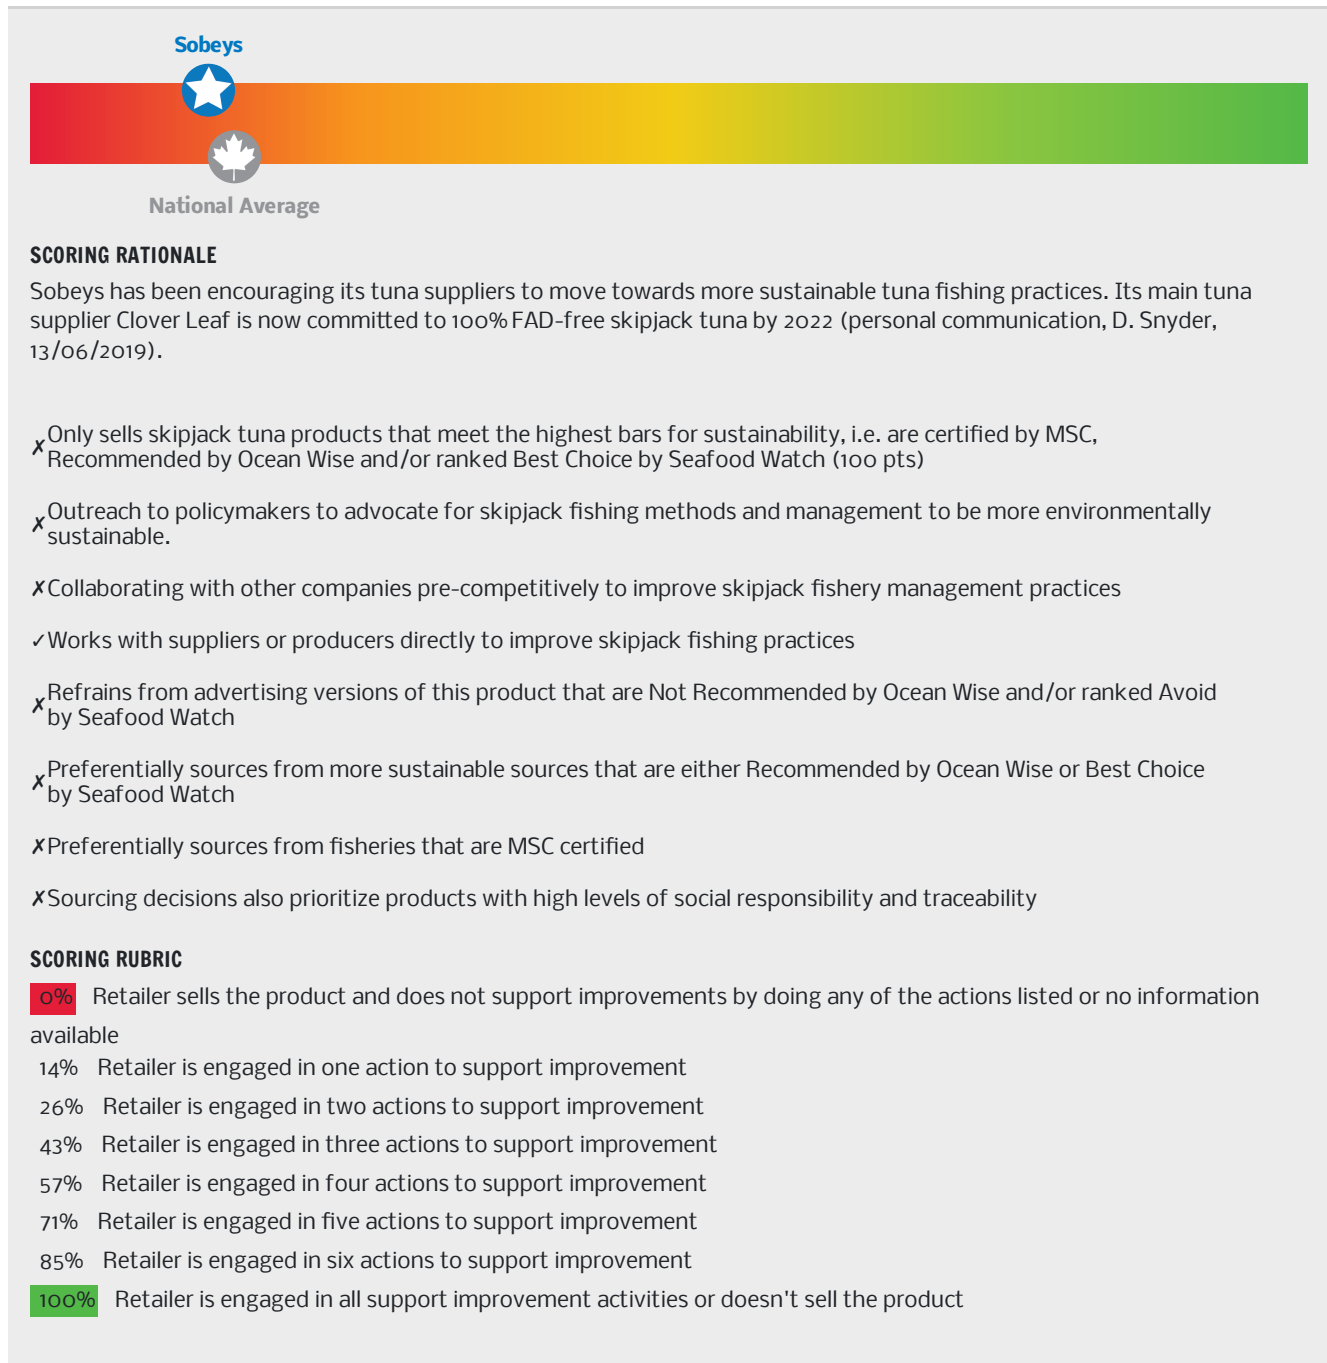 Sobeys
National Average
SCORING RATIONALE
Sobeys has been encouraging its tuna suppliers to move towards more sustainable tuna fishing practices. Its main tuna
supplier Clover Leaf is now committed to 100% FAD-free skipjack tuna by 2022 (personal communication, D. Snyder,
13/06/2019).
✗Only sells skipjack tuna products that meet the highest bars for sustainability, i.e. are certified by MSC,
Recommended by Ocean Wise and/or ranked Best Choice by Seafood Watch (100 pts)
✗Outreach to policymakers to advocate for skipjack fishing methods and management to be more environmentally
sustainable.
✗Collaborating with other companies pre-competitively to improve skipjack fishery management practices
✓Works with suppliers or producers directly to improve skipjack fishing practices
✗Refrains from advertising versions of this product that are Not Recommended by Ocean Wise and/or ranked Avoid
by Seafood Watch
✗Preferentially sources from more sustainable sources that are either Recommended by Ocean Wise or Best Choice
by Seafood Watch
✗Preferentially sources from fisheries that are MSC certified
✗Sourcing decisions also prioritize products with high levels of social responsibility and traceability
SCORING RUBRIC
0% Retailer sells the product and does not support improvements by doing any of the actions listed or no information
available
14% Retailer is engaged in one action to support improvement
26% Retailer is engaged in two actions to support improvement
43% Retailer is engaged in three actions to support improvement
57% Retailer is engaged in four actions to support improvement
71% Retailer is engaged in five actions to support improvement
85% Retailer is engaged in six actions to support improvement
100% Retailer is engaged in all support improvement activities or doesn't sell the product